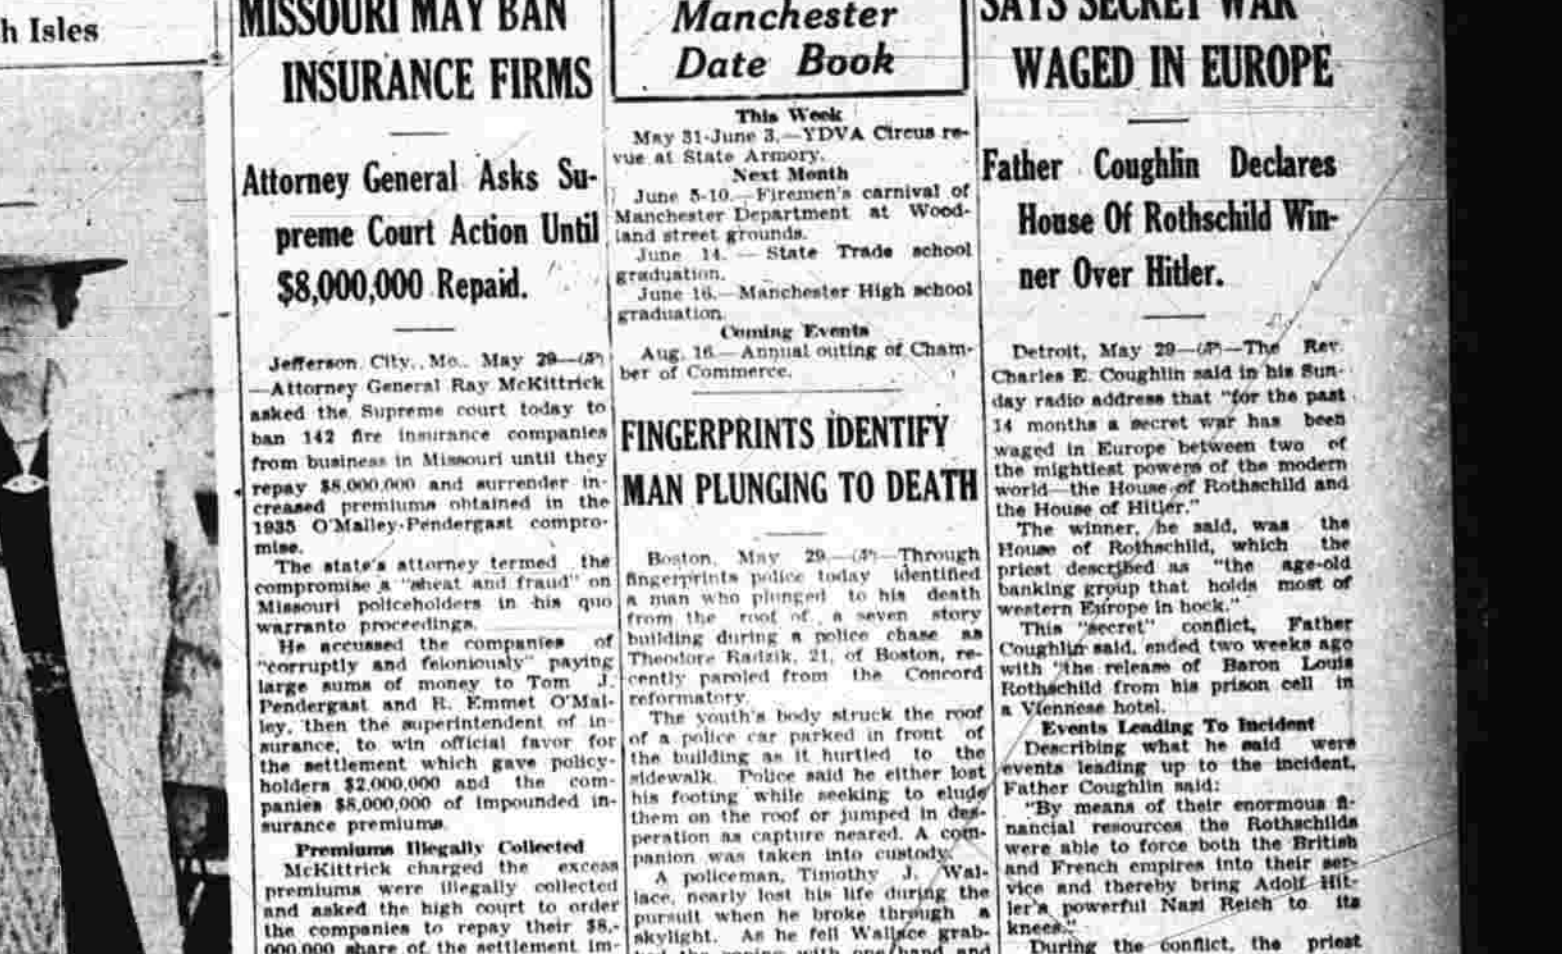 h Isles
MISSOURI MAY BAN
INSURANCE FIRMS
Attorney General Asks Su-
preme Court Action Until
$8,000,000 Repaid.
Jefferson City, Mo., May 29—(AP)
—Attorney General Ray McKittrick
asked the Supreme court today to
ban 142 fire insurance companies
from business in Missouri until they
repay $8,000,000 and surrender in-
creased premiums obtained in the
1935 O'Malley-Pendergast compro-
mise.
The state's attorney termed the
compromise a "cheat and fraud" on
Missouri policeholders in his quo
warranto proceedings.
He accused the companies of
"corruptly and feloniously" paying
large sums of money to Tom J.
Pendergast and R. Emmet O'Mal-
ley, then the superintendent of in-
surance, to win official favor for
the settlement which gave policy-
holders $2,000,000 and the com-
panies $8,000,000 of impounded in-
surance premiums.
Premiums Illegally Collected
McKittrick charged the excess
premiums were illegally collected
and asked the high court to order
the companies to repay their $8,-
000,000 share of the settlement im-
Manchester
Date Book
This Week
May 31-June 3.—YDVA Circus re-
vue at State Armory.
Next Month
June 5-10.—Firemen's carnival of
Manchester Department at Wood-
land street grounds.
June 14. — State Trade school
graduation.
June 16.—Manchester High school
graduation.
Coming Events
Aug. 16.—Annual outing of Cham-
ber of Commerce.
FINGERPRINTS IDENTIFY
MAN PLUNGING TO DEATH
Boston, May 29.—(AP)—Through
fingerprints police today identified
a man who plunged to his death
from the roof of a seven story
building during a police chase as
Theodore Radzik, 21, of Boston, re-
cently paroled from the Concord
reformatory.
The youth's body struck the roof
of a police car parked in front of
the building as it hurtled to the
sidewalk. Police said he either lost
his footing while seeking to elude
them on the roof or jumped in des-
peration as capture neared. A com-
panion was taken into custody.
A policeman, Timothy J. Wal-
lace, nearly lost his life during the
pursuit when he broke through a
skylight. As he fell Wallace grab-
bed the coping with one hand and
SAYS SECRET WAR
WAGED IN EUROPE
Father Coughlin Declares
House Of Rothschild Win-
ner Over Hitler.
Detroit, May 29—(AP)—The Rev.
Charles E. Coughlin said in his Sun-
day radio address that "for the past
14 months a secret war has been
waged in Europe between two of
the mightiest powers of the modern
world—the House of Rothschild and
the House of Hitler."
The winner, he said, was the
House of Rothschild, which the
priest described as "the age-old
banking group that holds most of
western Europe in hock."
This "secret" conflict, Father
Coughlin said, ended two weeks ago
with "the release of Baron Louis
Rothschild from his prison cell in
a Viennese hotel.
Events Leading To Incident
Describing what he said were
events leading up to the incident,
Father Coughlin said:
"By means of their enormous fi-
nancial resources the Rothschilds
were able to force both the British
and French empires into their ser-
vice and thereby bring Adolf Hit-
ler's powerful Nazi Reich to its
knees."
During the conflict, the priest